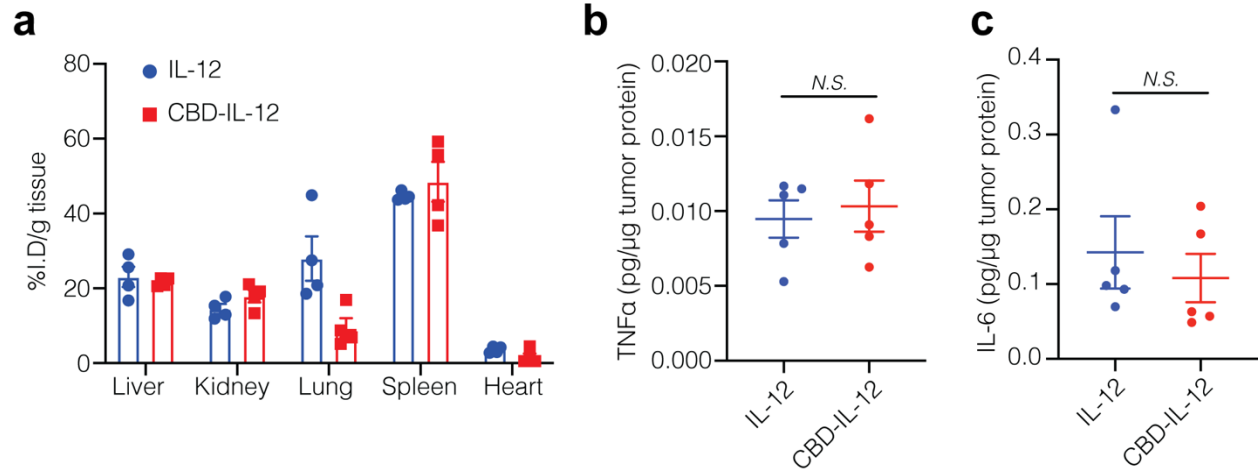 a
%I.D/g tissue
80
60
40
20
0
IL-12
CBD-IL-12
Liver
Kidney
Lung
Spleen
Heart
b
TNFα (pg/µg tumor protein)
0.020
0.015
0.010
0.005
0.000
N.S.
IL-12
CBD-IL-12
c
IL-6 (pg/µg tumor protein)
0.4
0.3
0.2
0.1
0.0
N.S.
IL-12
CBD-IL-12